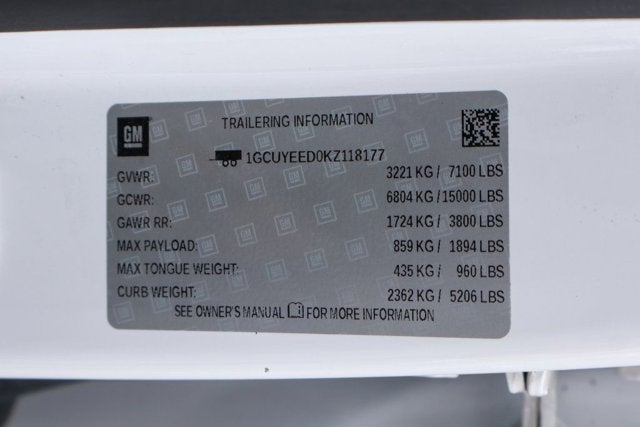 GM
TRAILERING INFORMATION
1GCUYEED0KZ118177
GVWR: 3221 KG / 7100 LBS
GCWR: 6804 KG / 15000 LBS
GAWR RR: 1724 KG / 3800 LBS
MAX PAYLOAD: 859 KG / 1894 LBS
MAX TONGUE WEIGHT: 435 KG / 960 LBS
CURB WEIGHT: 2362 KG / 5206 LBS
SEE OWNER'S MANUAL FOR MORE INFORMATION